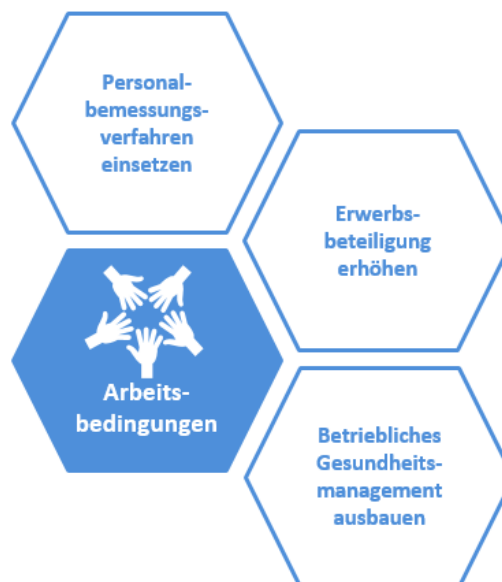 Personal-
bemessungs-
verfahren
einsetzen
Erwerbs-
beteiligung
erhöhen
Arbeits-
bedingungen
Betriebliches
Gesundheits-
management
ausbauen